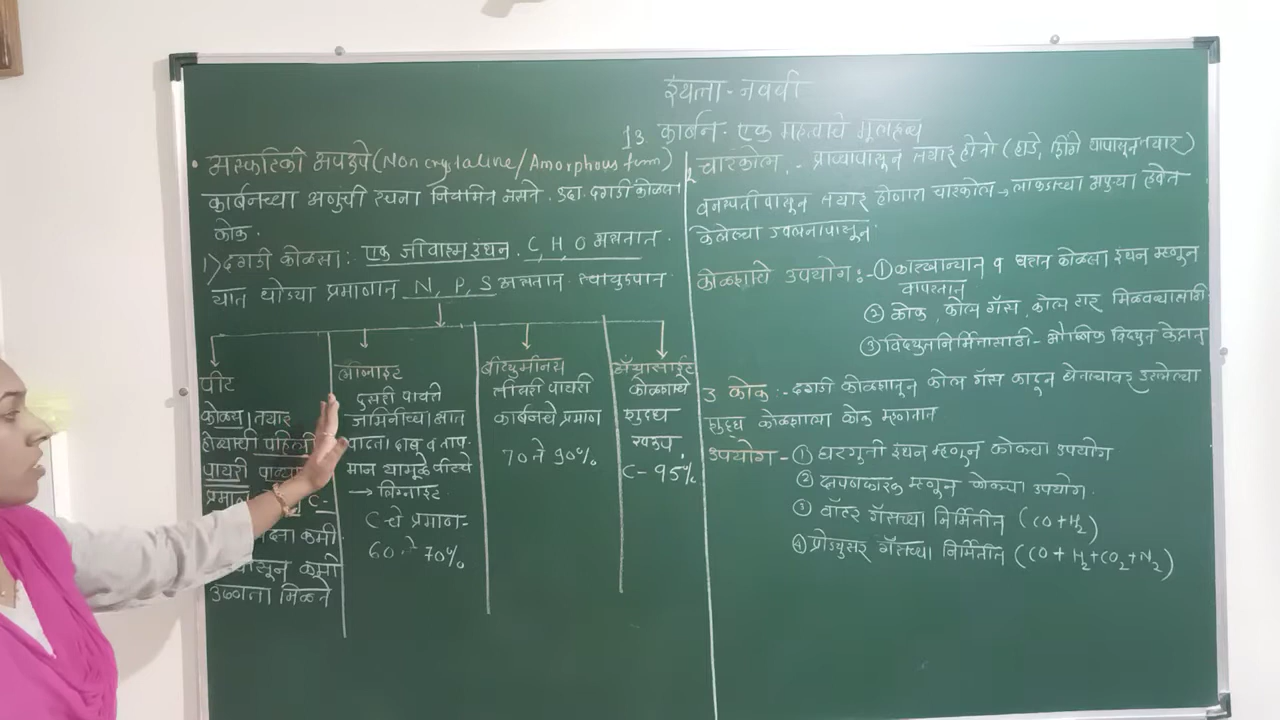 इयत्ता - नववी
13. कार्बन - एक महत्वाचे मूलद्रव्य
• अस्फटिकी अपरुपे (Non crystaline/Amorphous form)
कार्बनच्या अणुंची रचना नियमित नसते. उदा. दगडी कोळसा
कोक.
1) दगडी कोळसा : एक जीवाश्म इंधन. C, H, O असतात.
यात थोड्या प्रमाणात N, P, S असतात. स्थायुरुपात
पीट
कोळसा तयार
होण्याची पहिली
पायरी पाण्याचे
प्रमाण C-
पेक्षा कमी
कमी
उष्णता मिळते
लिग्नाइट
दुसरी पायरी
जमिनीच्या आत
वाढता दाब व ताप-
मान यामूळे पीटचे
→ लिग्नाइट.
C चे प्रमाण-
60 ते 70%
बीट्युमीनस
तीसरी पायरी
कार्बनचे प्रमाण
70 ते 90%
अँथ्रासाईट
कोळशाचे
शुद्ध
स्वरूप.
C- 95%
2 चारकोल :- प्राण्यापासून तयार होतो (हाडे, शिंगे यापासून तयार)
वनस्पतीपासून तयार होणारा चारकोल → लाकडाच्या अपुऱ्या हवेत
केलेल्या ज्वलनापासून.
कोळशाचे उपयोग :- ① कारखान्यात व घरात कोळसा इंधन म्हणून
वापरतात
② कोक, कोल गॅस, कोल टार मिळवण्यासाठी
③ विद्युतनिर्मितीसाठी - औष्णिक विद्युत केंद्रात
3 कोक :- दगडी कोळशातून कोल गॅस काढून घेतल्यावर उरलेल्या
शुद्ध कोळशाला कोक म्हणतात
उपयोग - ① घरगुती इंधन म्हणून कोकचा उपयोग
② क्षपणकारक म्हणून कोकचा उपयोग.
③ वॉटर गॅसच्या निर्मितीत (CO+H₂)
④ प्रोड्युसर गॅसच्या निर्मितीत (CO + H₂+CO₂+N₂)